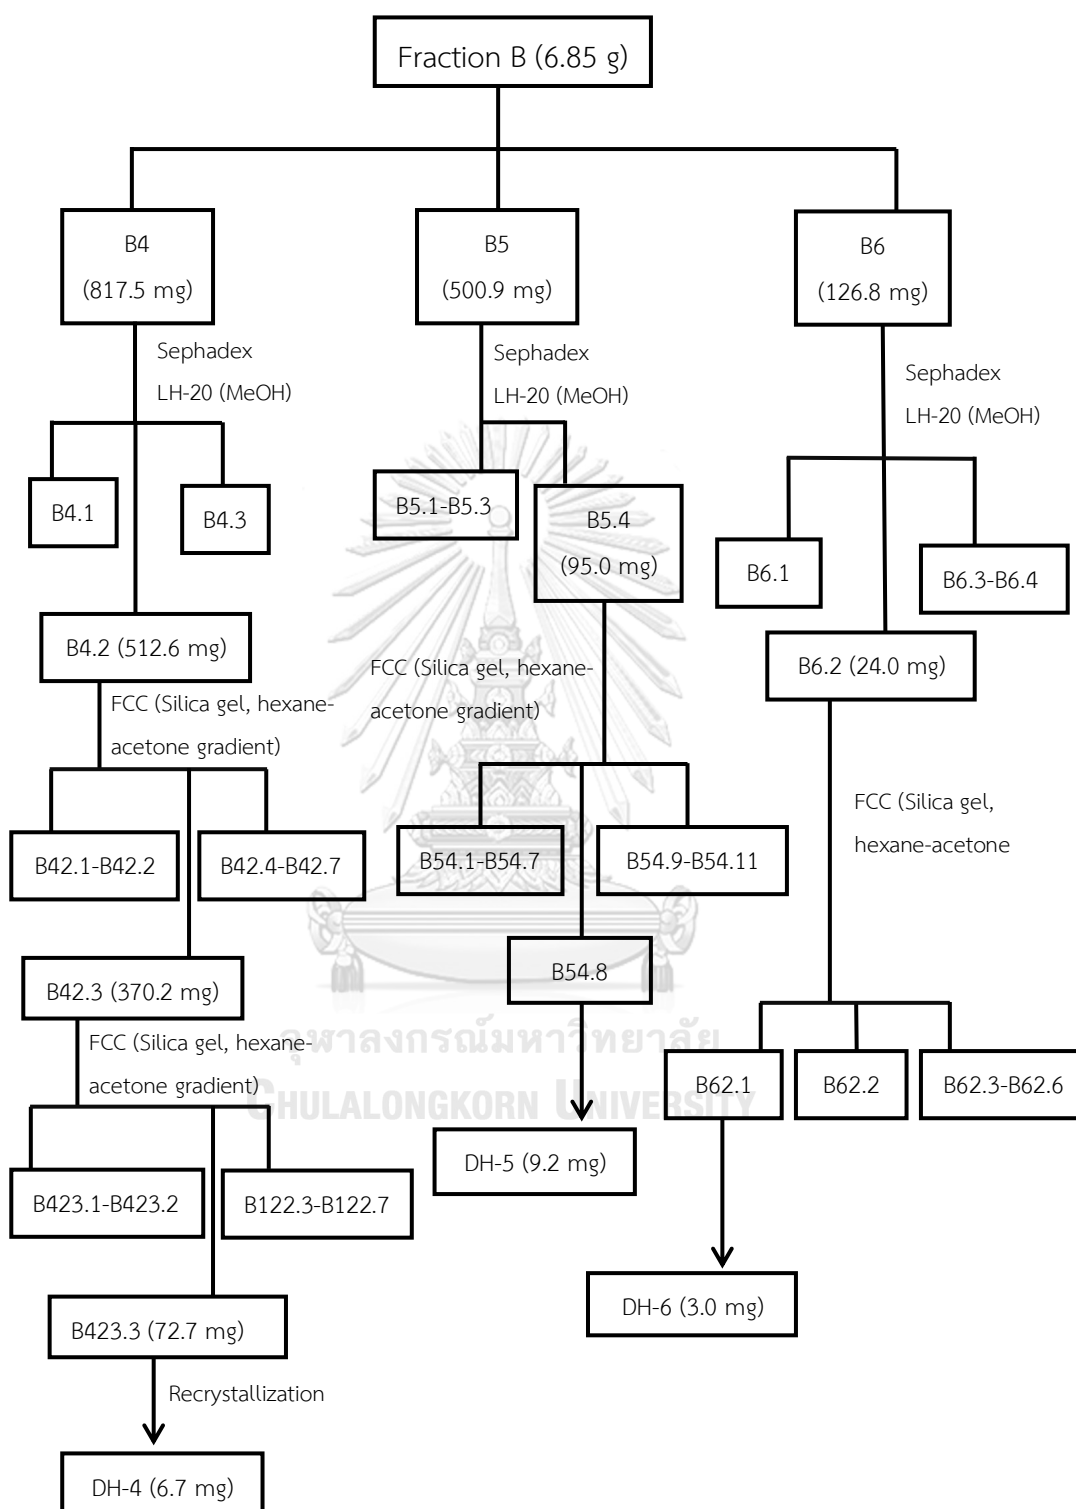 Fraction B (6.85 g)
B4
(817.5 mg)
B5
(500.9 mg)
B6
(126.8 mg)
Sephadex
LH-20 (MeOH)
Sephadex
LH-20 (MeOH)
Sephadex
LH-20 (MeOH)
B4.1
B4.3
B5.1-B5.3
B5.4
(95.0 mg)
B6.1
B6.3-B6.4
B4.2 (512.6 mg)
B6.2 (24.0 mg)
FCC (Silica gel, hexane-
acetone gradient)
FCC (Silica gel, hexane-
acetone gradient)
FCC (Silica gel,
hexane-acetone
B42.1-B42.2
B42.4-B42.7
B54.1-B54.7
B54.9-B54.11
B42.3 (370.2 mg)
B54.8
FCC (Silica gel, hexane-
acetone gradient)
จุฬาลงกรณ์มหาวิทยาลัย
CHULALONGKORN UNIVERSITY
B62.1
B62.2
B62.3-B62.6
DH-5 (9.2 mg)
B423.1-B423.2
B122.3-B122.7
DH-6 (3.0 mg)
B423.3 (72.7 mg)
Recrystallization
DH-4 (6.7 mg)